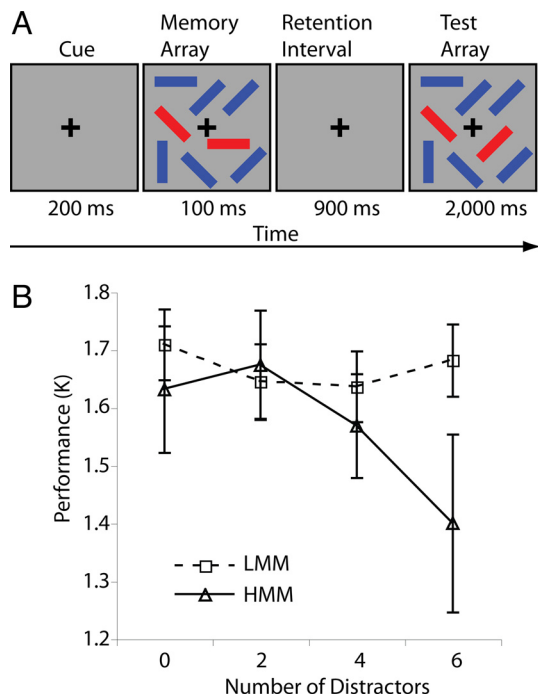 A
Cue
Memory Array
Retention Interval
Test Array
200 ms
100 ms
900 ms
2,000 ms
Time
B
Performance (K)
1.8
1.7
1.6
1.5
1.4
1.3
1.2
LMM
HMM
0 2 4 6
Number of Distractors